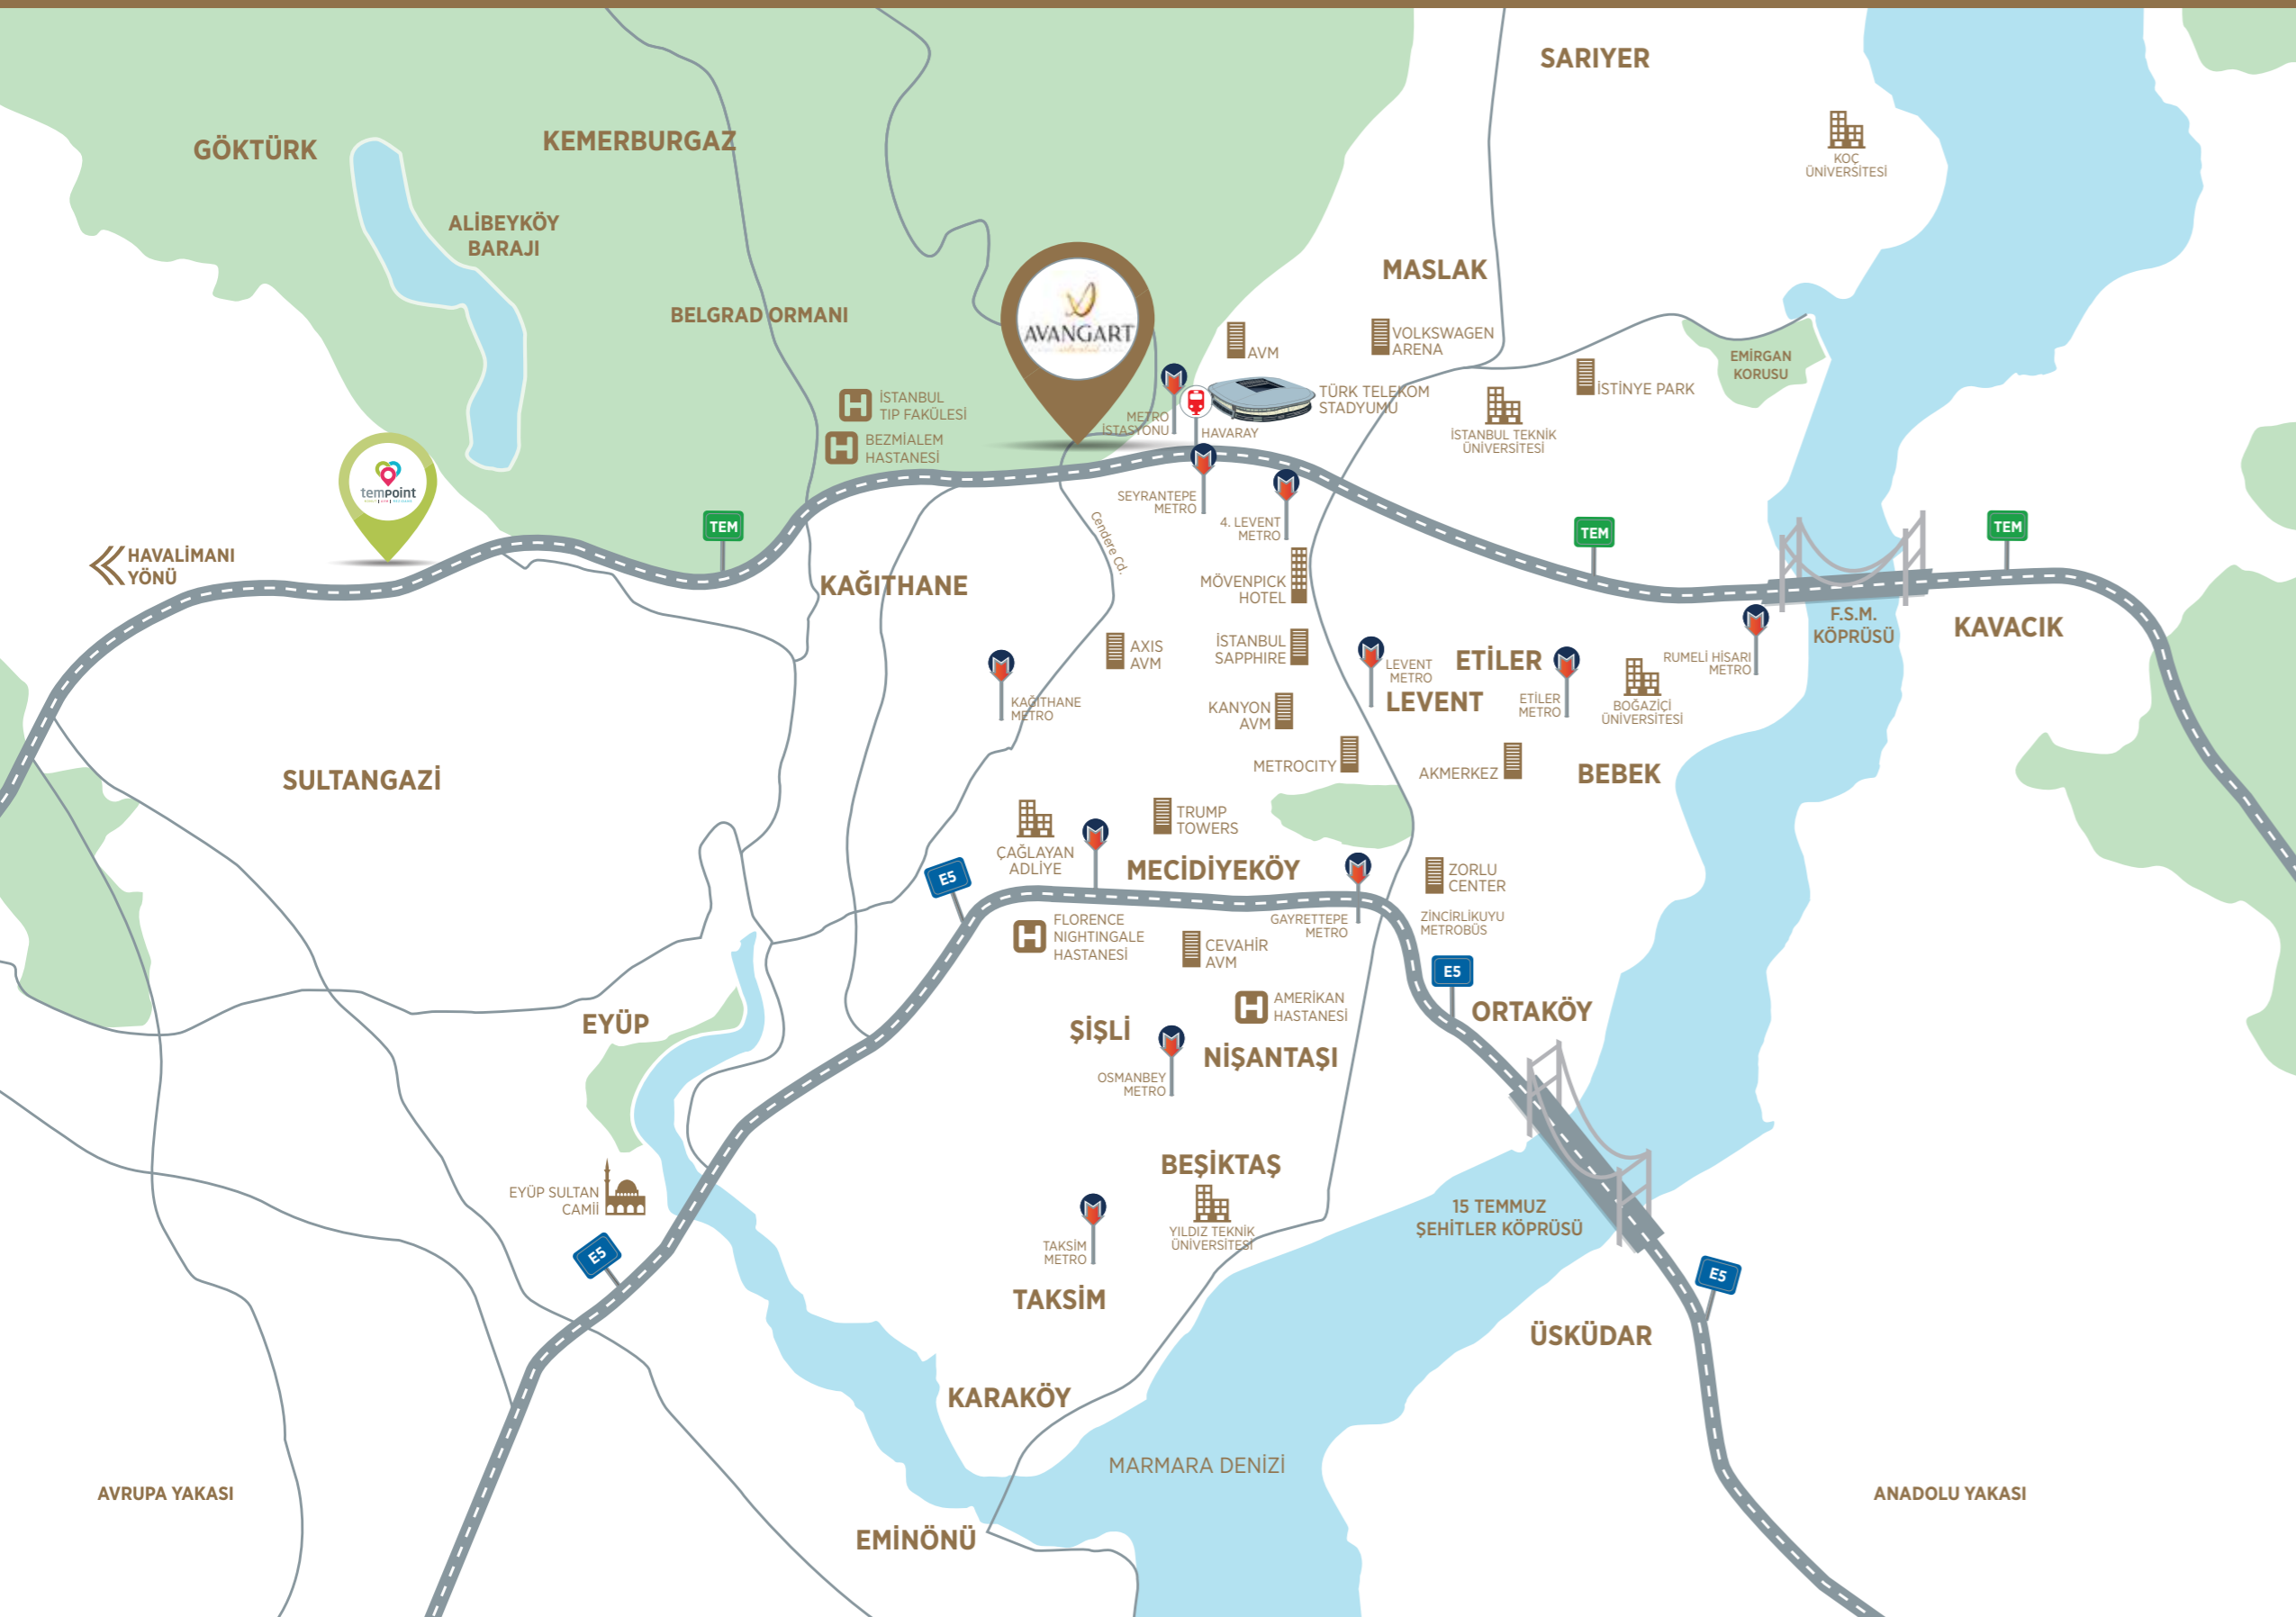 SARIYER
KOÇ
ÜNİVERSİTESİ
GÖKTÜRK
KEMERBURGAZ
ALİBEYKÖY
BARAJI
BELGRAD ORMANI
AVANGART
MASLAK
AVM
VOLKSWAGEN
ARENA
EMİRGAN
KORUSU
İSTİNYE PARK
TÜRK TELEKOM
STADYUMU
İSTANBUL
TIP FAKÜLESİ
BEZMİALEM
HASTANESİ
METRO
İSTASYONU
HAVARAY
İSTANBUL TEKNİK
ÜNİVERSİTESİ
tempoint
SEYRANTEPE
METRO
4. LEVENT
METRO
Cendere Cd.
TEM
TEM
TEM
HAVALİMANI
YÖNÜ
KAĞITHANE
MÖVENPICK
HOTEL
F.S.M.
KÖPRÜSÜ
KAVACIK
AXIS
AVM
İSTANBUL
SAPPHIRE
LEVENT
METRO
ETİLER
RUMELİ HİSARI
METRO
KAĞITHANE
METRO
KANYON
AVM
LEVENT
ETİLER
METRO
BOĞAZİÇİ
ÜNİVERSİTESİ
SULTANGAZİ
METROCITY
AKMERKEZ
BEBEK
TRUMP
TOWERS
ÇAĞLAYAN
ADLİYE
MECİDİYEKÖY
ZORLU
CENTER
E5
FLORENCE
NIGHTINGALE
HASTANESİ
GAYRETTEPE
METRO
ZİNCİRLİKUYU
METROBÜS
CEVAHİR
AVM
E5
AMERİKAN
HASTANESİ
ORTAKÖY
EYÜP
ŞİŞLİ
NİŞANTAŞI
OSMANBEY
METRO
BEŞİKTAŞ
EYÜP SULTAN
CAMİİ
15 TEMMUZ
ŞEHİTLER KÖPRÜSÜ
YILDIZ TEKNİK
ÜNİVERSİTESİ
TAKSİM
METRO
E5
E5
TAKSİM
ÜSKÜDAR
KARAKÖY
MARMARA DENİZİ
AVRUPA YAKASI
ANADOLU YAKASI
EMİNÖNÜ